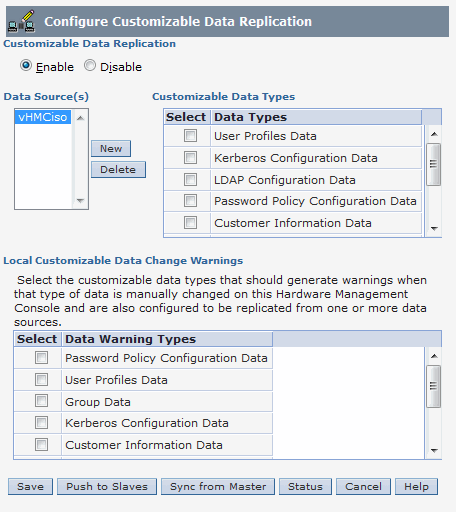 Configure Customizable Data Replication
Customizable Data Replication
Enable Disable
Data Source(s)
vHMCiso
New
Delete
Customizable Data Types
Select Data Types
User Profiles Data
Kerberos Configuration Data
LDAP Configuration Data
Password Policy Configuration Data
Customer Information Data
Local Customizable Data Change Warnings
Select the customizable data types that should generate warnings when
that type of data is manually changed on this Hardware Management
Console and are also configured to be replicated from one or more data
sources.
Select Data Warning Types
Password Policy Configuration Data
User Profiles Data
Group Data
Kerberos Configuration Data
Customer Information Data
Save Push to Slaves Sync from Master Status Cancel Help